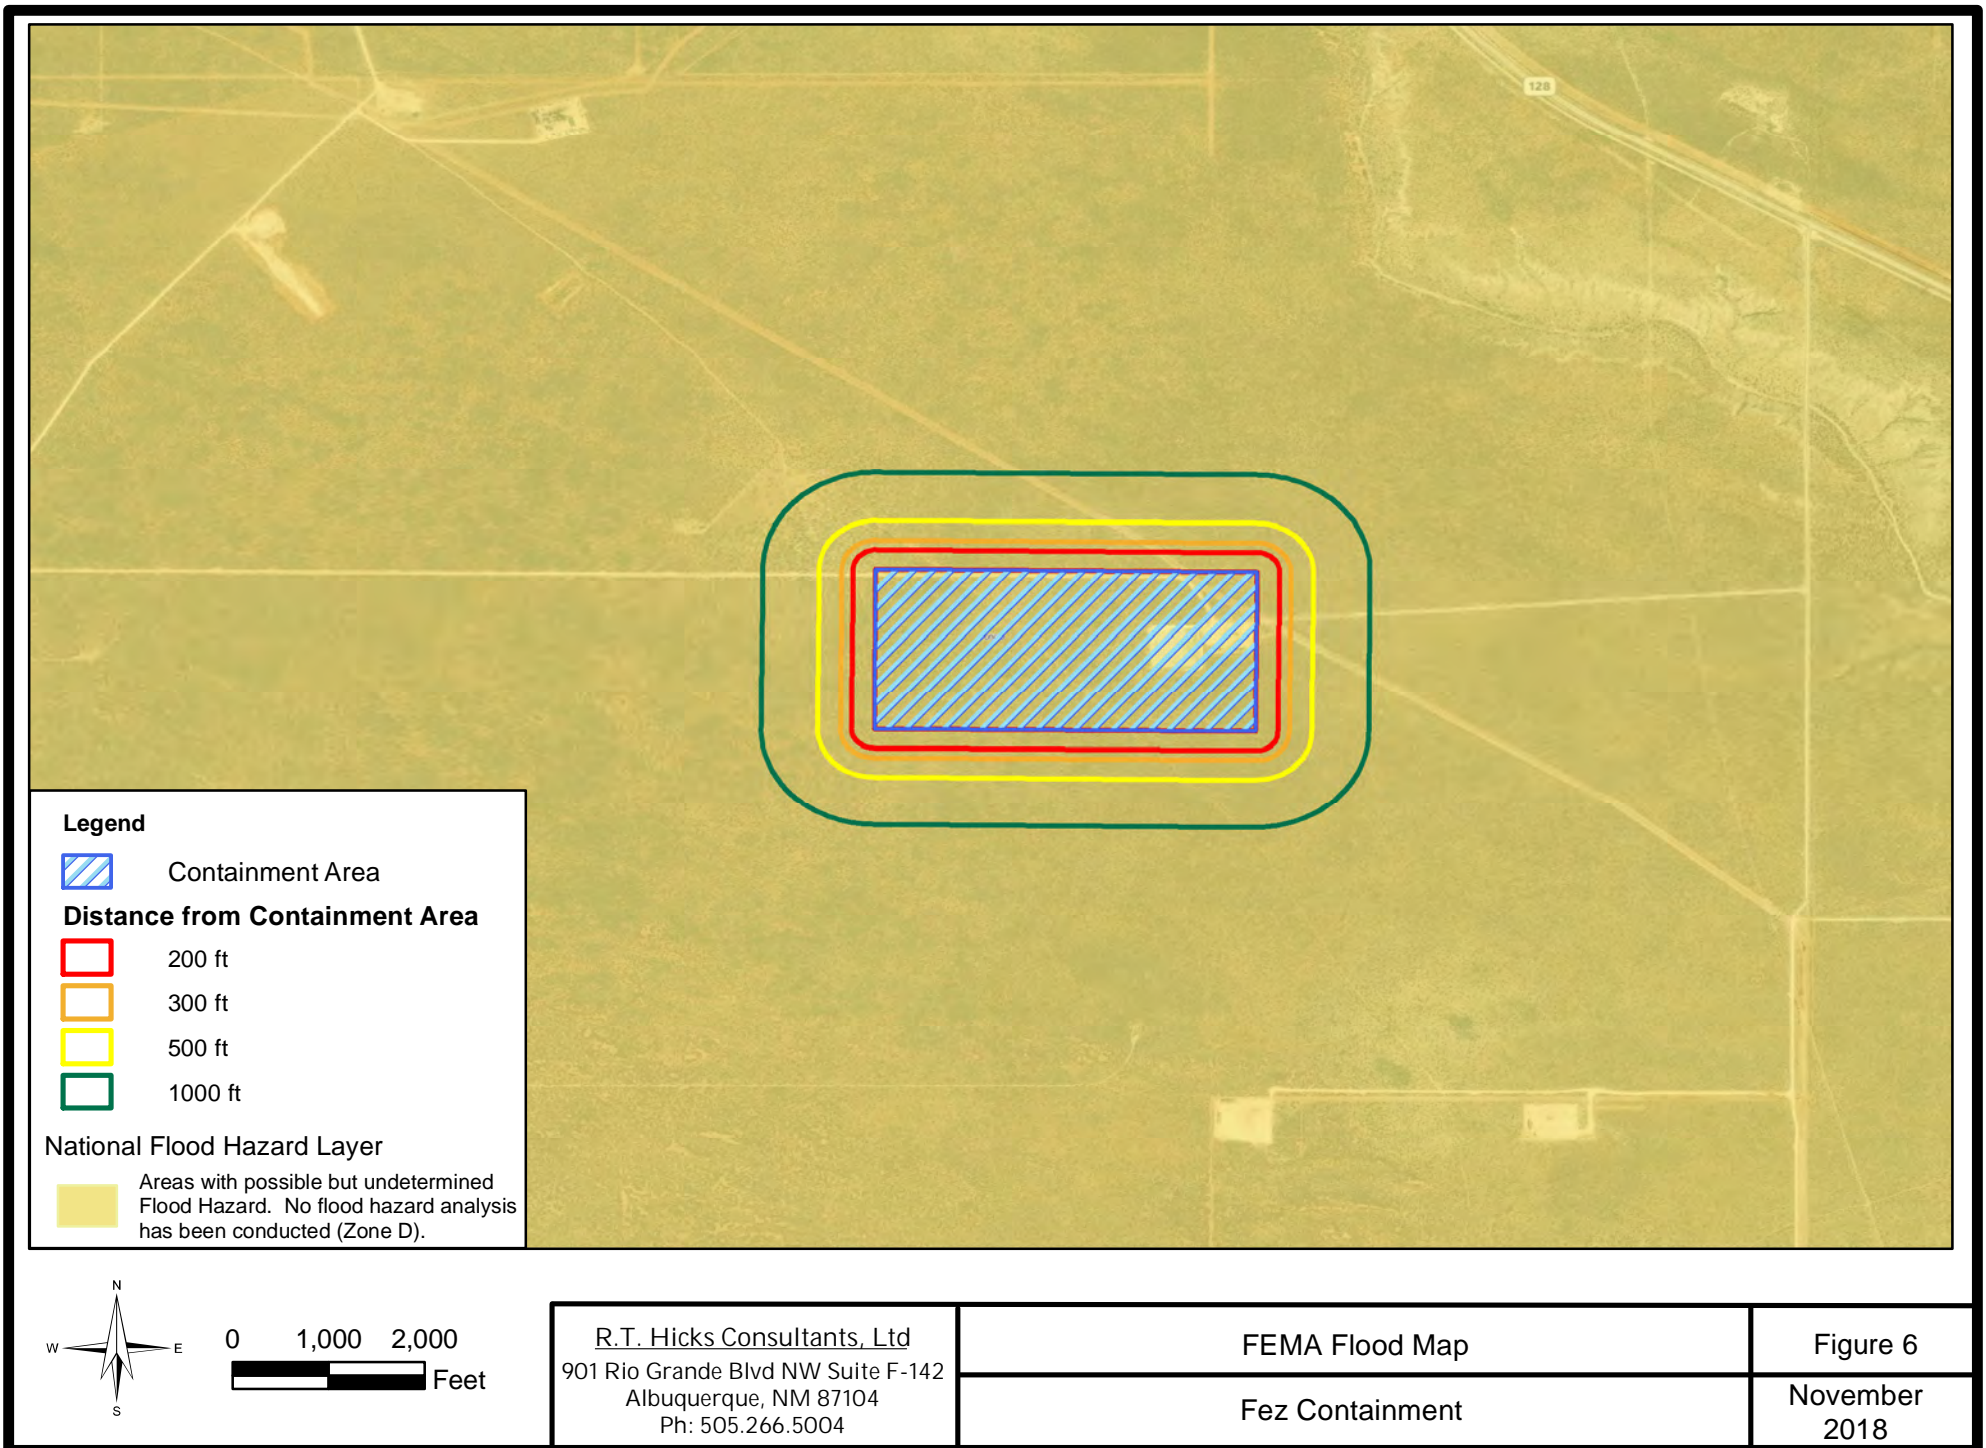 128
Legend
Containment Area
Distance from Containment Area
200 ft
300 ft
500 ft
1000 ft
National Flood Hazard Layer
Areas with possible but undetermined
Flood Hazard.  No flood hazard analysis
has been conducted (Zone D).
N
W E
S
0 1,000 2,000
Feet
R.T. Hicks Consultants, Ltd
901 Rio Grande Blvd NW Suite F-142
Albuquerque, NM 87104
Ph: 505.266.5004
FEMA Flood Map
Fez Containment
Figure 6
November
2018